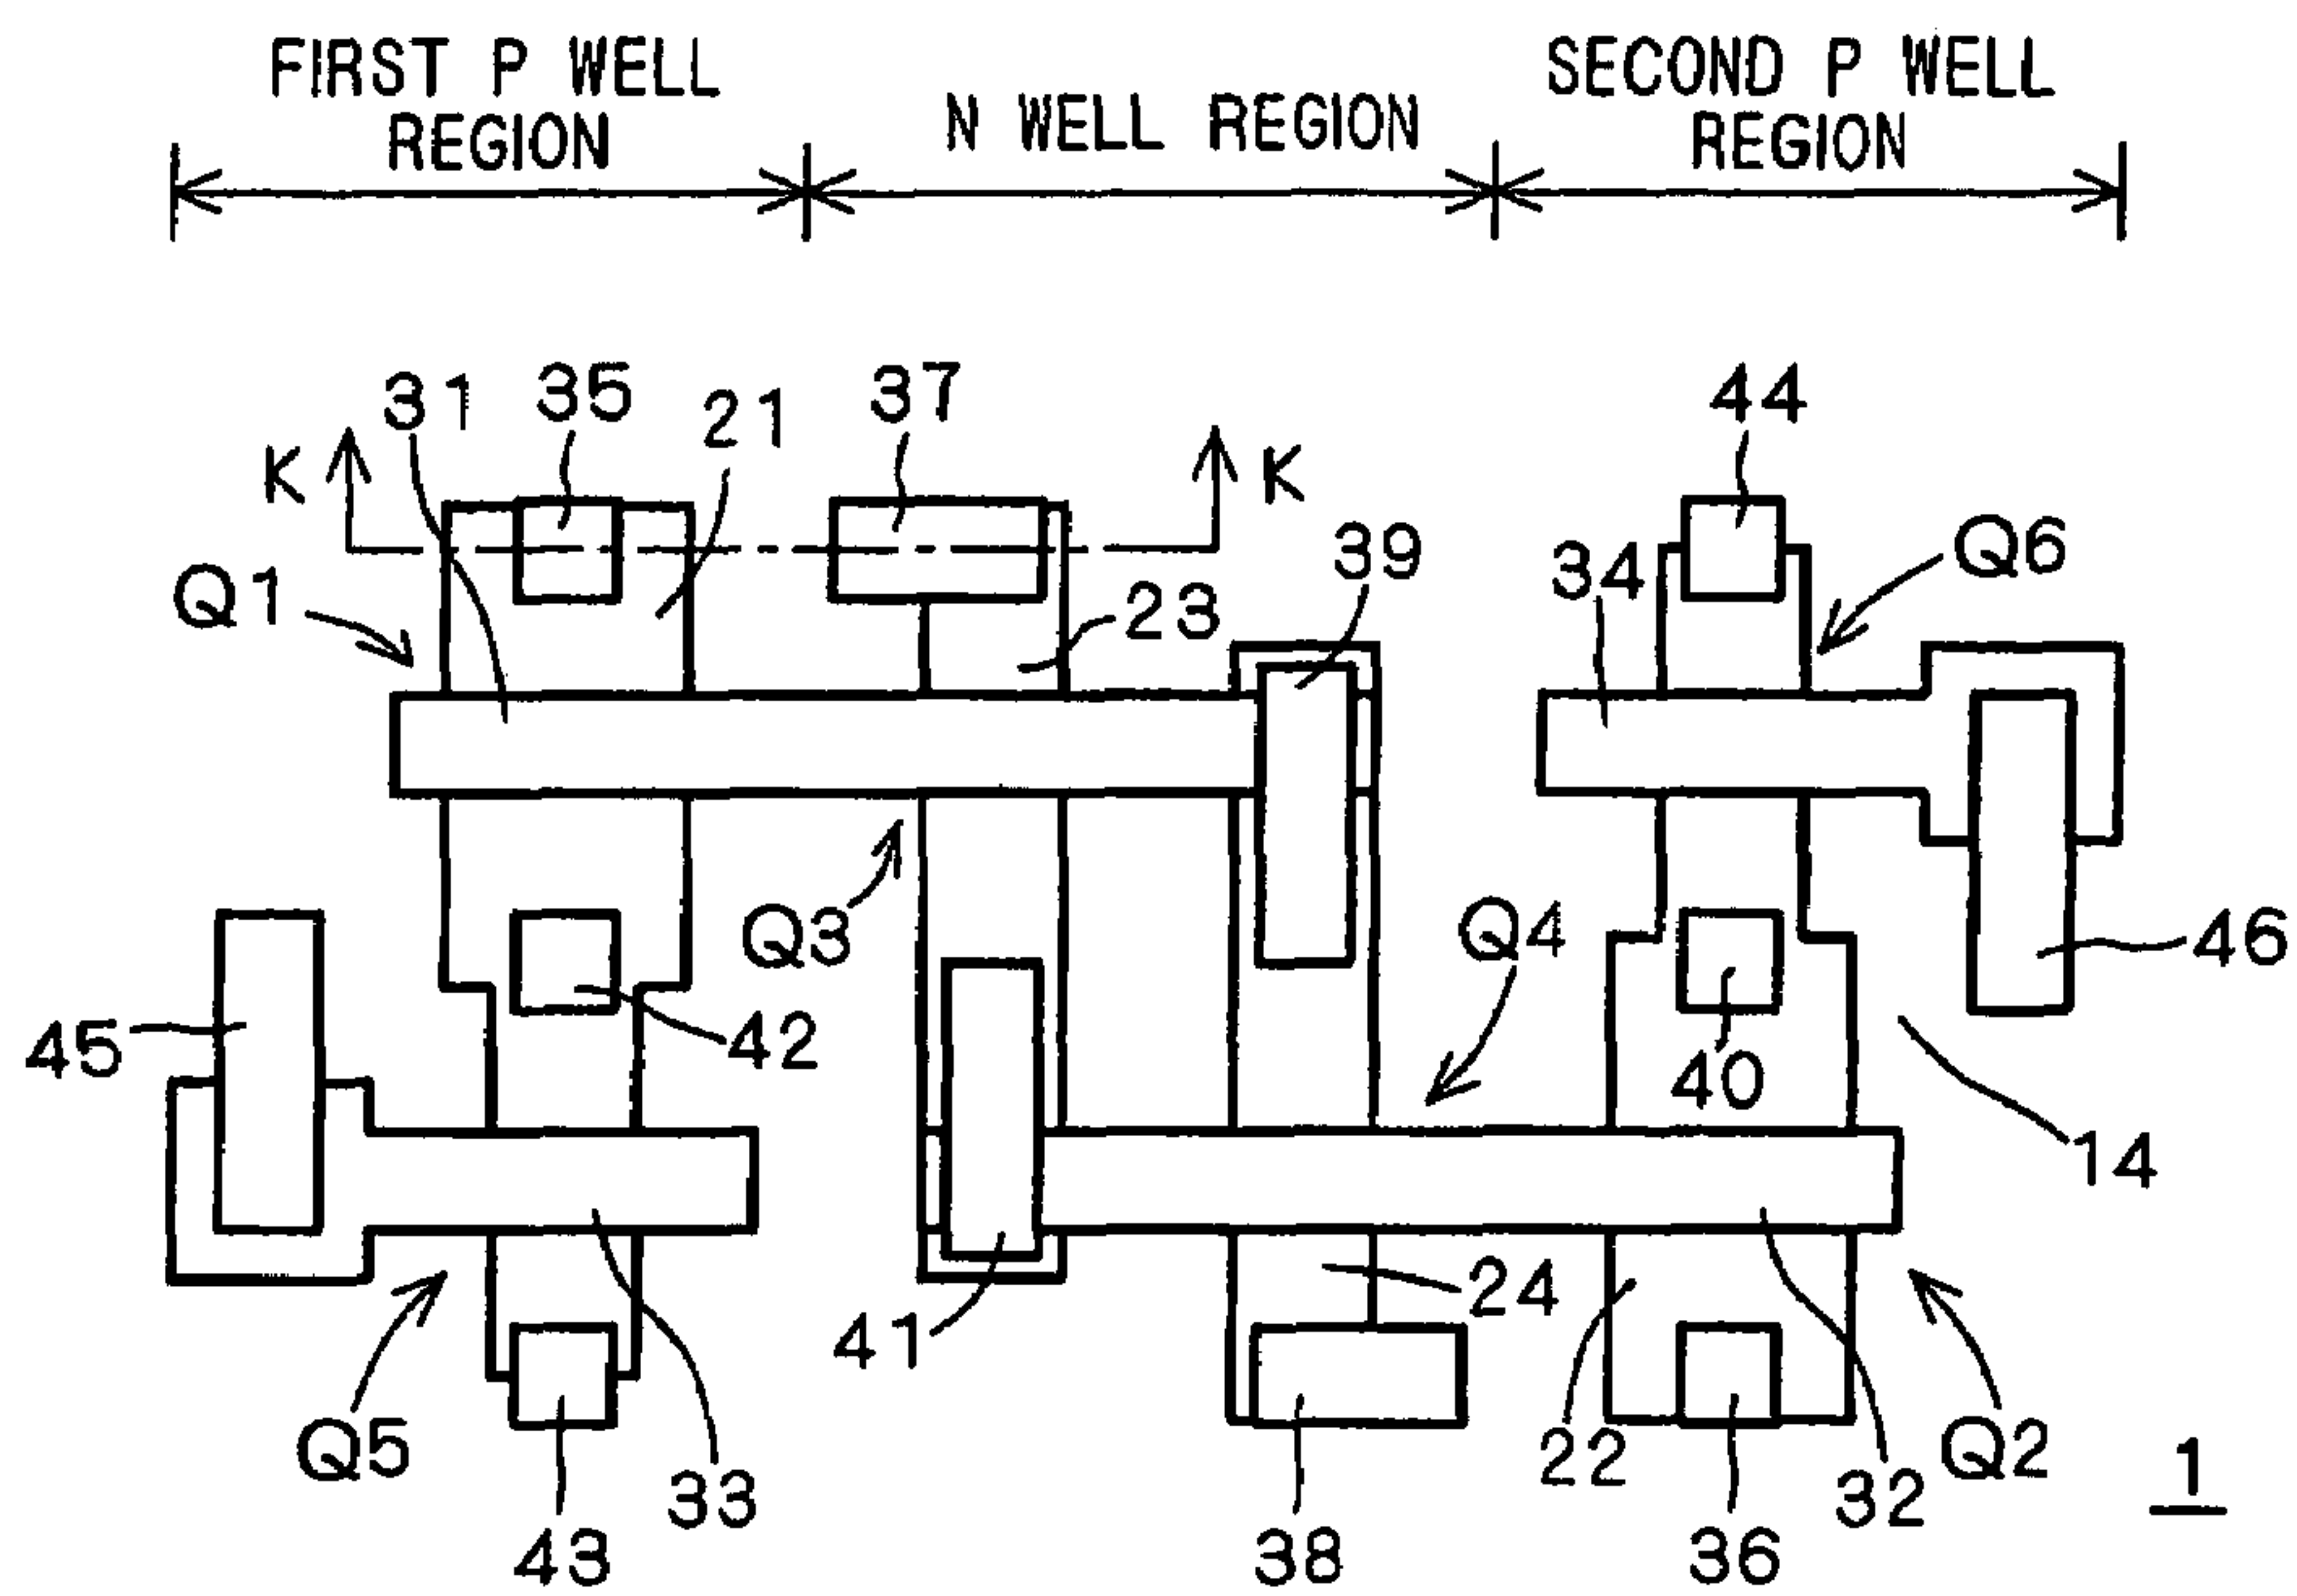 FIRST P WELL
REGION
N WELL REGION
SECOND P WELL
REGION
31
35
37
21
44
K
K
39
34
Q6
Q1
23
Q3
Q4
46
45
42
40
14
41
24
Q5
33
22
32
Q2
1
43
38
36